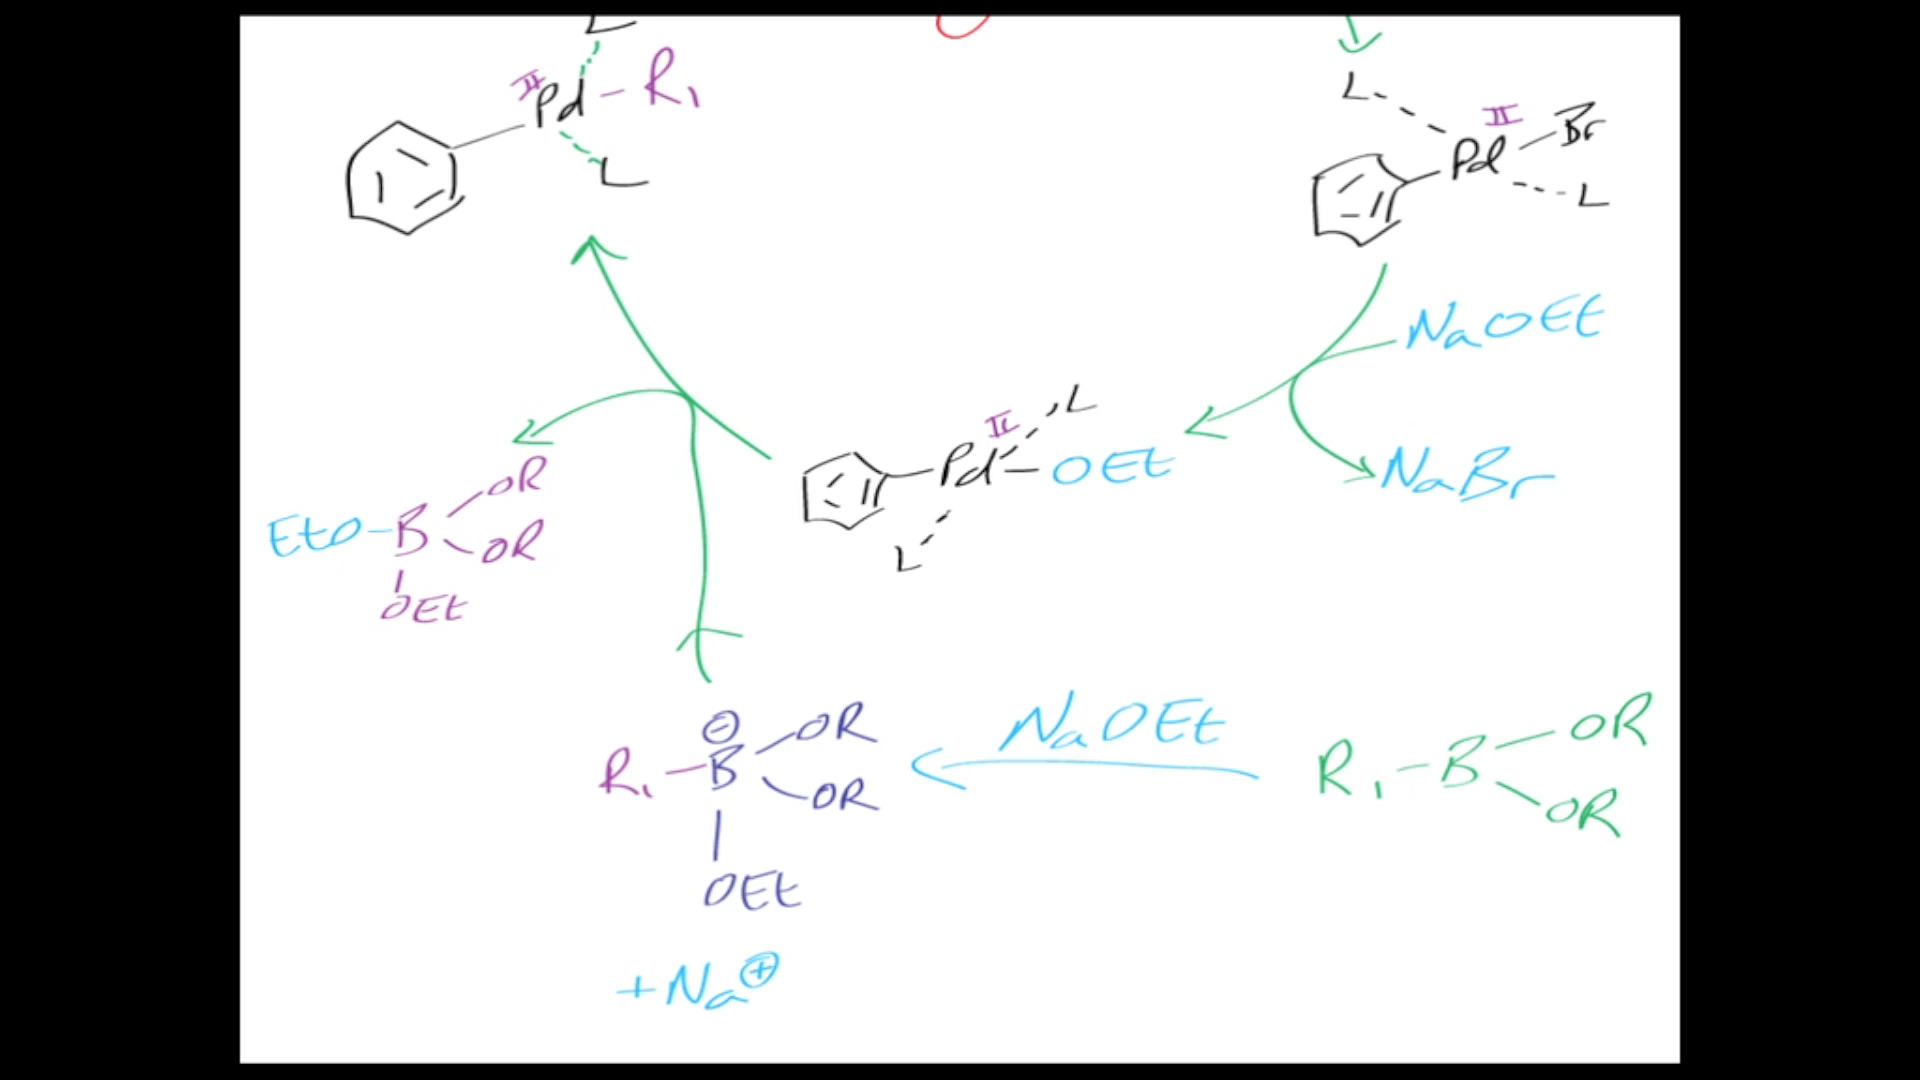 L
II
Pd - R1
L
L
II
Pd - Br
L
NaOEt
NaBr
II
L
Pd - OEt
L
OR
EtO - B
OR
OEt
⊖
OR
R1 - B
OR
OEt
+ Na⊕
NaOEt
OR
R1 - B
OR